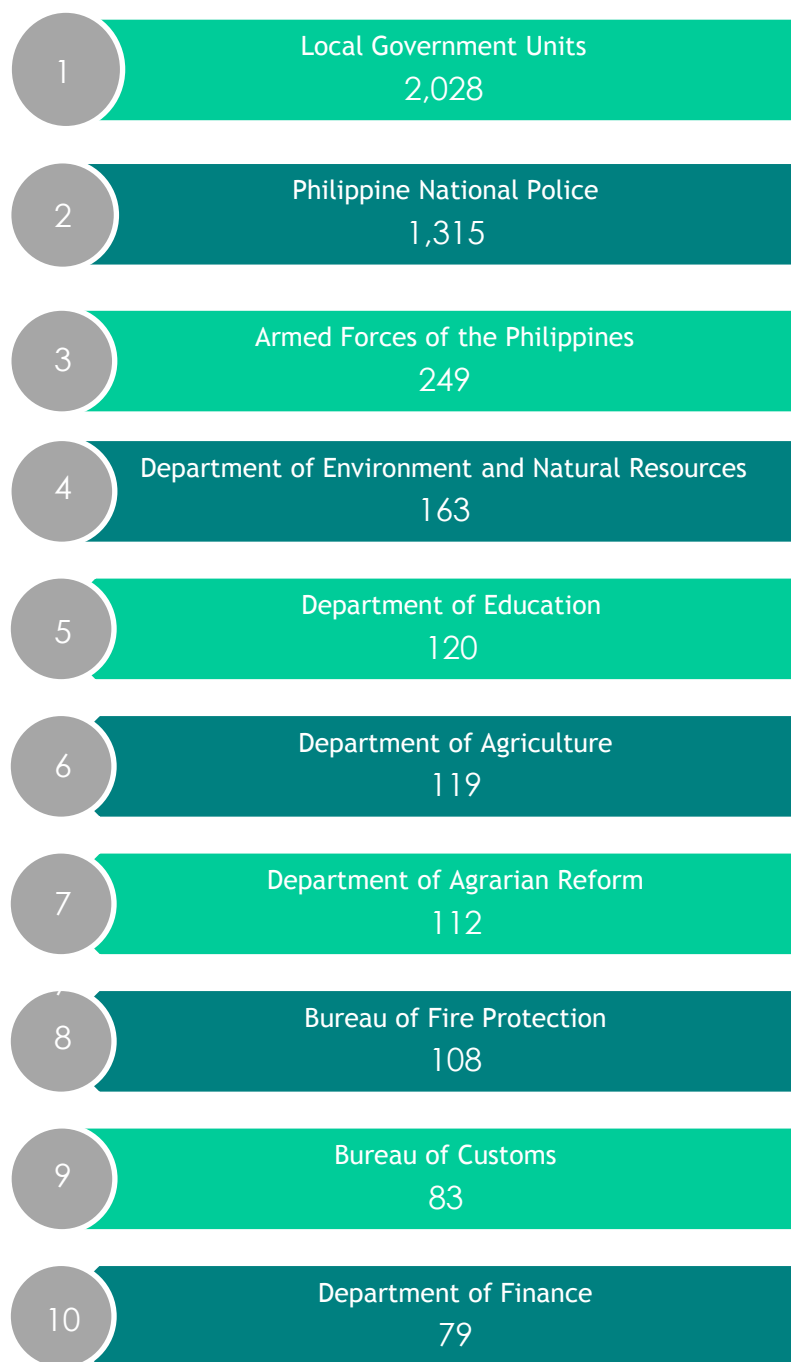 1
Local Government Units
2,028
2
Philippine National Police
1,315
3
Armed Forces of the Philippines
249
4
Department of Environment and Natural Resources
163
5
Department of Education
120
6
Department of Agriculture
119
7
Department of Agrarian Reform
112
8
Bureau of Fire Protection
108
9
Bureau of Customs
83
10
Department of Finance
79